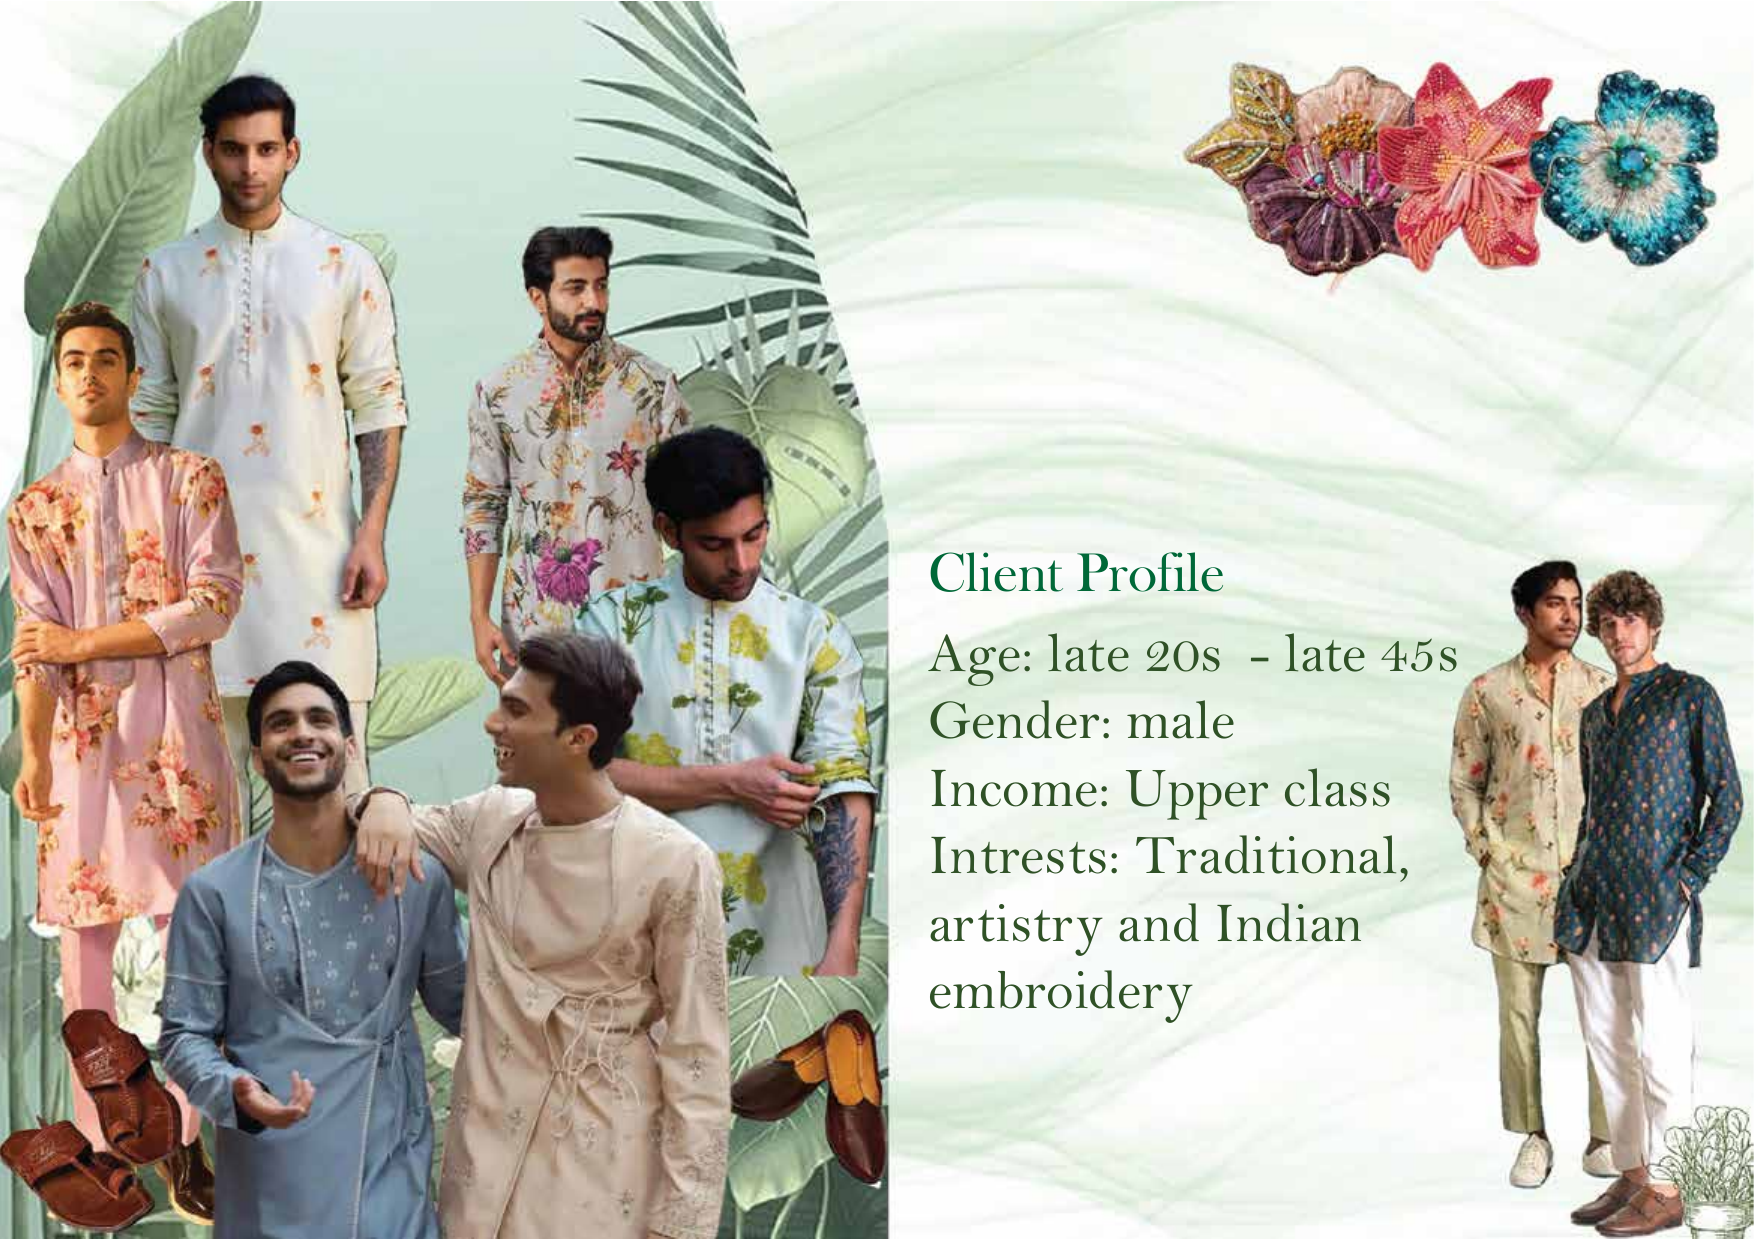 Client Profile
Age: late 20s - late 45s
Gender: male
Income: Upper class
Intrests: Traditional,
artistry and Indian
embroidery